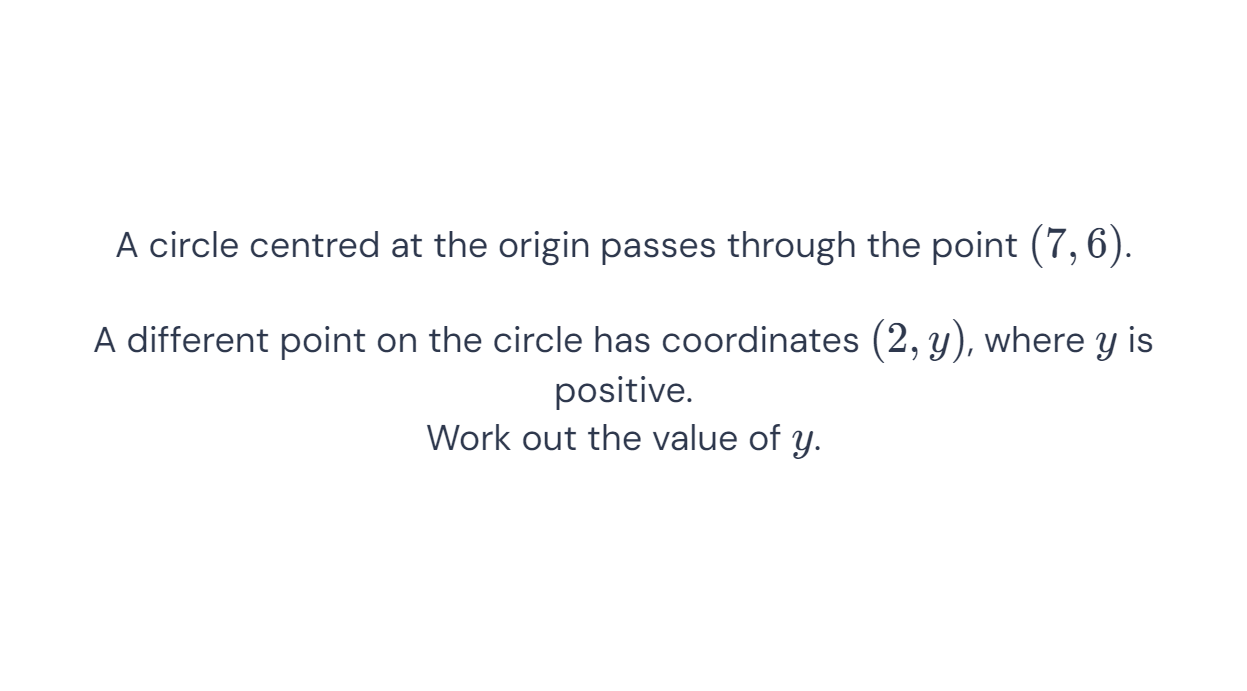 A circle centred at the origin passes through the point (7, 6).
A different point on the circle has coordinates (2, y), where y is
positive.
Work out the value of y.